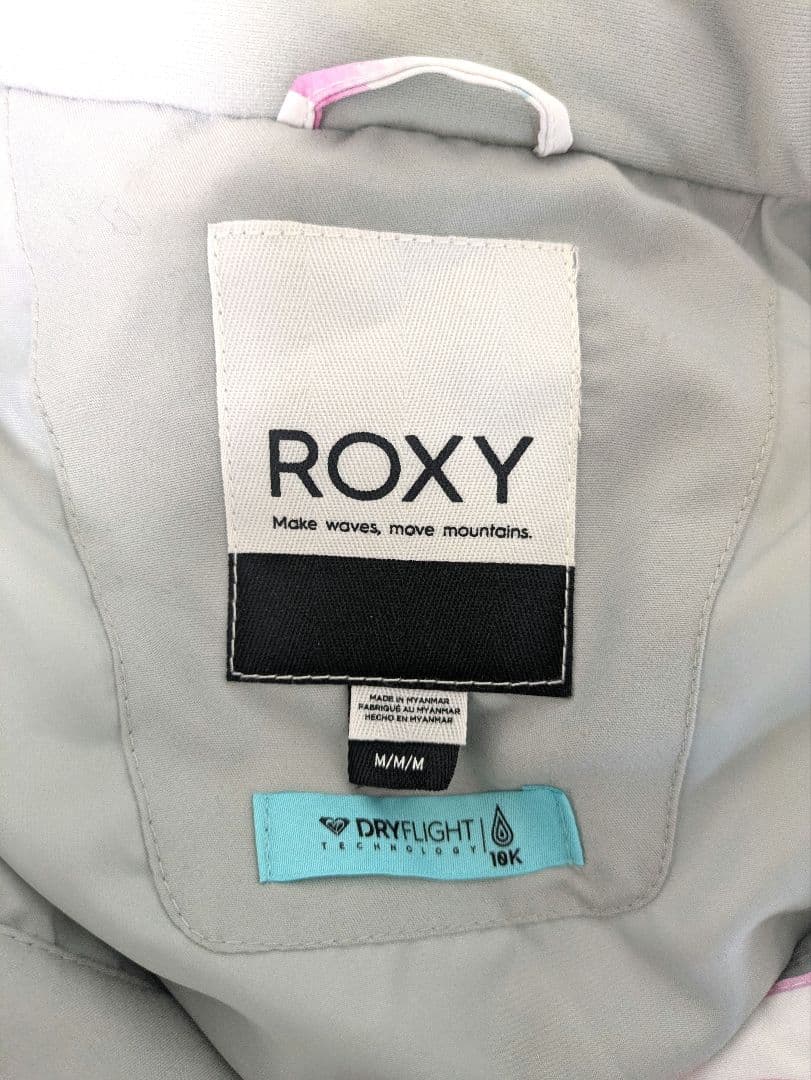 ROXY
Make waves, move mountains.
MADE IN MYANMAR
FABRIQUÉ AU MYANMAR
HECHO EN MYANMAR
M/M/M
DRYFLIGHT
TECHNOLOGY
10K